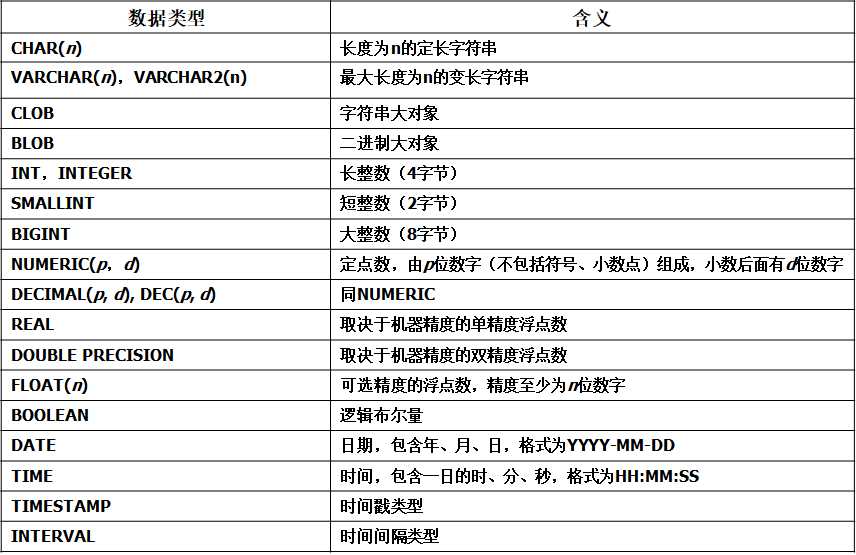 数据类型 含义
CHAR(n) 长度为n的定长字符串
VARCHAR(n)，VARCHAR2(n) 最大长度为n的变长字符串
CLOB 字符串大对象
BLOB 二进制大对象
INT，INTEGER 长整数（4字节）
SMALLINT 短整数（2字节）
BIGINT 大整数（8字节）
NUMERIC(p，d) 定点数，由p位数字（不包括符号、小数点）组成，小数后面有d位数字
DECIMAL(p, d), DEC(p, d) 同NUMERIC
REAL 取决于机器精度的单精度浮点数
DOUBLE PRECISION 取决于机器精度的双精度浮点数
FLOAT(n) 可选精度的浮点数，精度至少为n位数字
BOOLEAN 逻辑布尔量
DATE 日期，包含年、月、日，格式为YYYY-MM-DD
TIME 时间，包含一日的时、分、秒，格式为HH:MM:SS
TIMESTAMP 时间戳类型
INTERVAL 时间间隔类型